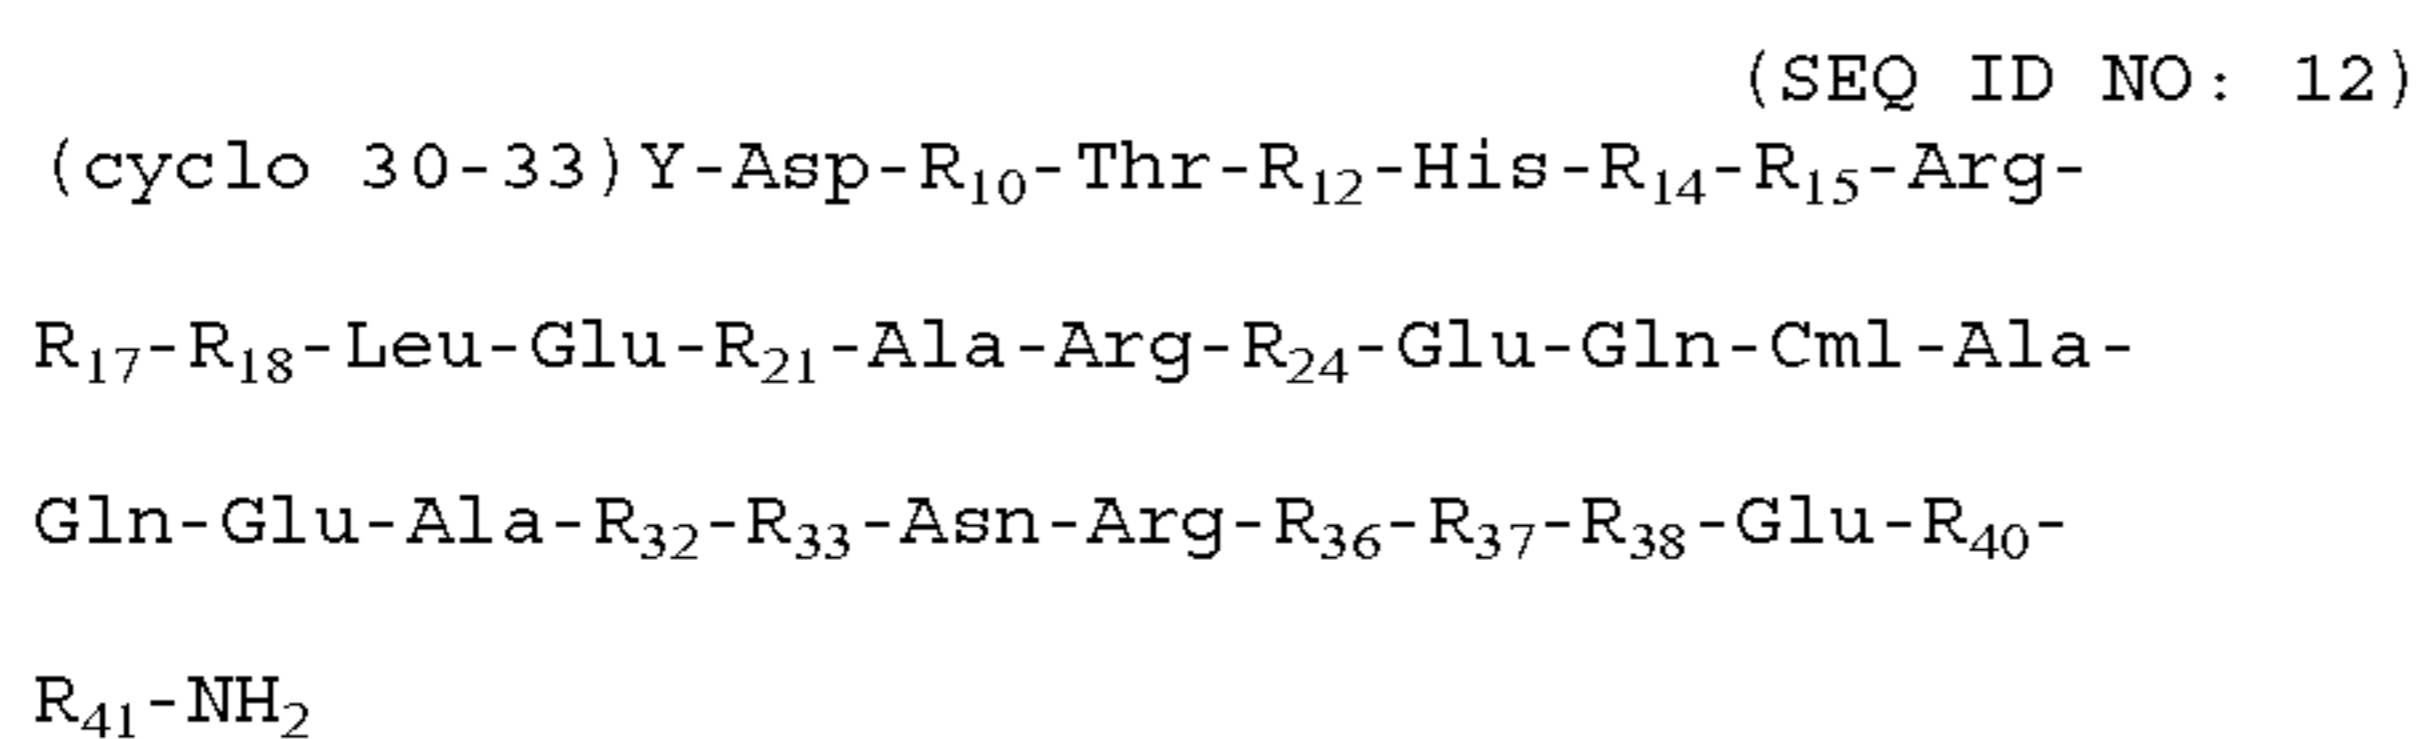 (SEQ ID NO: 12)
(cyclo 30-33)Y-Asp-R₁₀-Thr-R₁₂-His-R₁₄-R₁₅-Arg-
R₁₇-R₁₈-Leu-Glu-R₂₁-Ala-Arg-R₂₄-Glu-Gln-Cml-Ala-
Gln-Glu-Ala-R₃₂-R₃₃-Asn-Arg-R₃₆-R₃₇-R₃₈-Glu-R₄₀-
R₄₁-NH₂